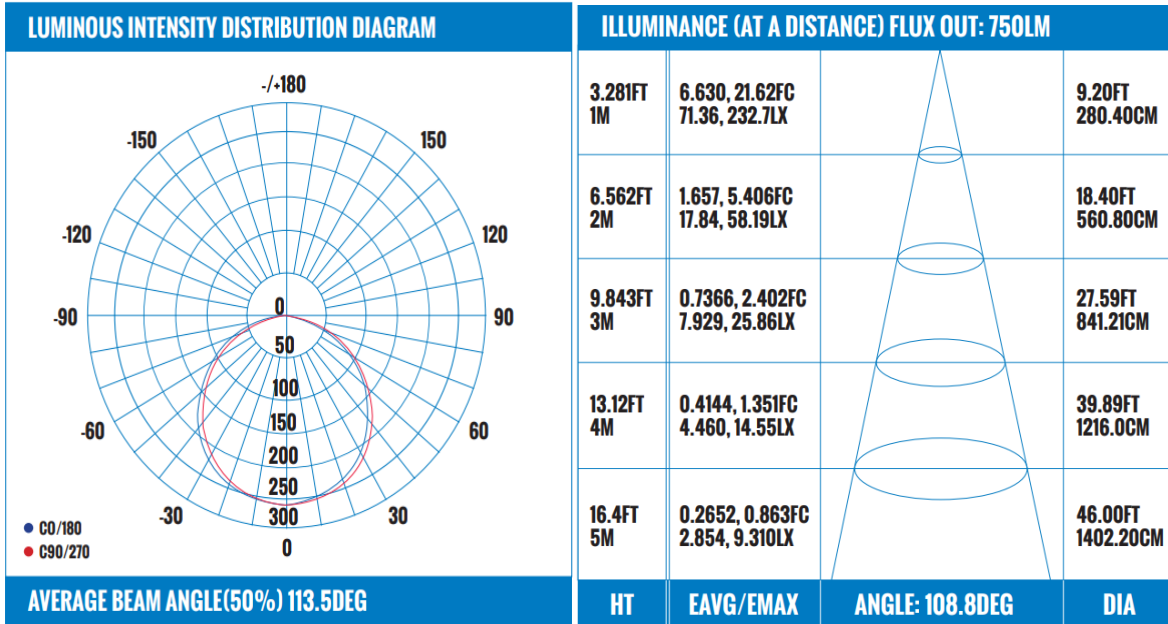 LUMINOUS INTENSITY DISTRIBUTION DIAGRAM
-/+180
-150
150
-120
120
-90
90
-60
60
-30
30
0
0
50
100
150
200
250
300
C0/180
C90/270
AVERAGE BEAM ANGLE(50%) 113.5DEG
ILLUMINANCE (AT A DISTANCE) FLUX OUT: 750LM
3.281FT 6.630, 21.62FC 9.20FT
1M 71.36, 232.7LX 280.40CM
6.562FT 1.657, 5.406FC 18.40FT
2M 17.84, 58.19LX 560.80CM
9.843FT 0.7366, 2.402FC 27.59FT
3M 7.929, 25.86LX 841.21CM
13.12FT 0.4144, 1.351FC 39.89FT
4M 4.460, 14.55LX 1216.0CM
16.4FT 0.2652, 0.863FC 46.00FT
5M 2.854, 9.310LX 1402.20CM
HT EAVG/EMAX ANGLE: 108.8DEG DIA